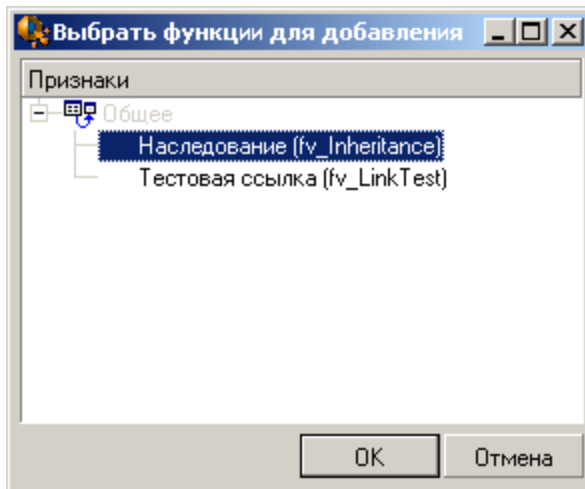 Выбрать функции для добавления
Признаки
Общее
Наследование (fv_Inheritance)
Тестовая ссылка (fv_LinkTest)
OK
Отмена